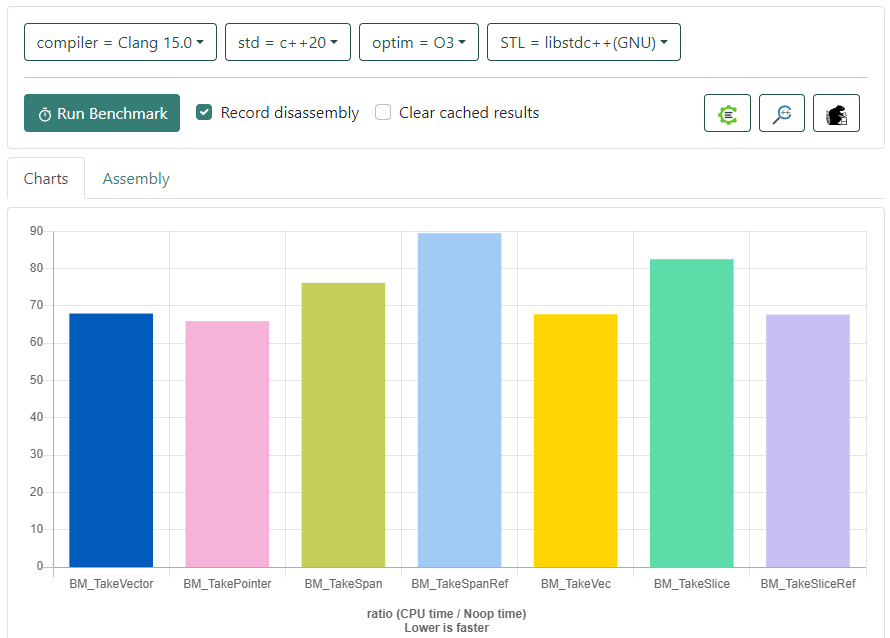 compiler = Clang 15.0 std = c++20 optim = O3 STL = libstdc++(GNU)
Run Benchmark Record disassembly Clear cached results
Charts Assembly
90
80
70
60
50
40
30
20
10
0
BM_TakeVector BM_TakePointer BM_TakeSpan BM_TakeSpanRef BM_TakeVec BM_TakeSlice BM_TakeSliceRef
ratio (CPU time / Noop time)
Lower is faster